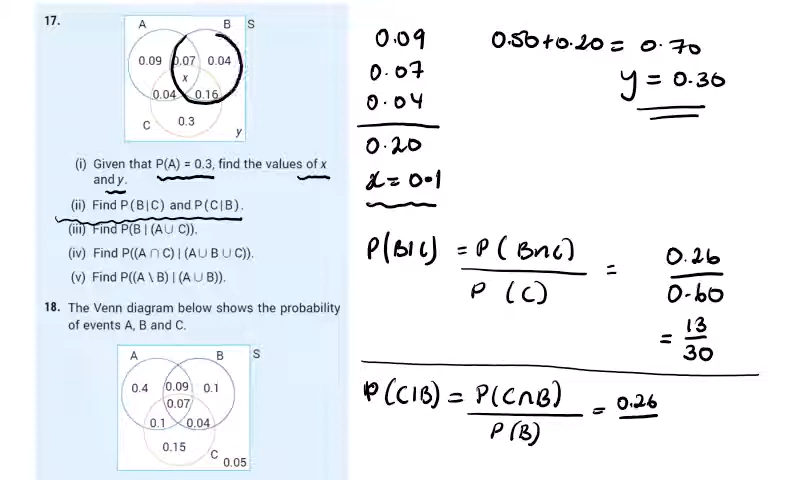 17.
A B S
0.09 0.07 0.04
x
0.04 0.16
C 0.3
y
(i) Given that P(A) = 0.3, find the values of x
and y.
(ii) Find P(B|C) and P(C|B).
(iii) Find P(B | (A ∪ C)).
(iv) Find P((A ∩ C) | (A ∪ B ∪ C)).
(v) Find P((A \ B) | (A ∪ B)).
18. The Venn diagram below shows the probability
of events A, B and C.
A B S
0.4 0.09 0.1
0.07
0.1 0.04
0.15
C 0.05
0.09
0.07
0.04
0.20
x = 0.1
0.50+0.20 = 0.70
y = 0.30
P(B|C) = P(B∩C) / P(C) = 0.26 / 0.60
= 13 / 30
P(C|B) = P(C∩B) / P(B) = 0.26